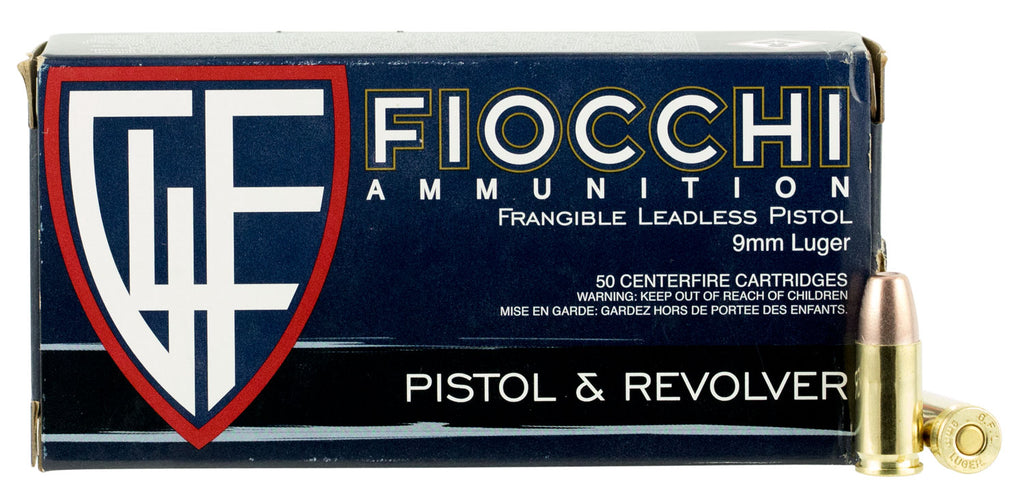 GFL
FIOCCHI
AMMUNITION
FRANGIBLE LEADLESS PISTOL
9mm Luger
50 CENTERFIRE CARTRIDGES
WARNING: KEEP OUT OF REACH OF CHILDREN
MISE EN GARDE: GARDEZ HORS DE PORTEE DES ENFANTS.
PISTOL & REVOLVER
LUGER